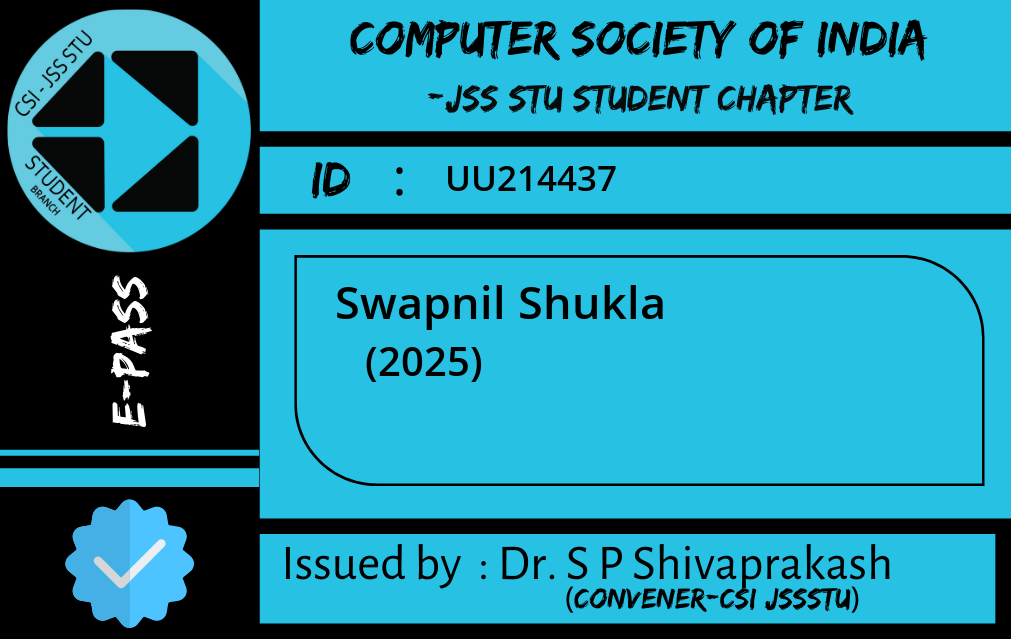 CSI - JSS STU
STUDENT
BRANCH
E-PASS
COMPUTER SOCIETY OF INDIA
-JSS STU STUDENT CHAPTER
ID : UU214437
Swapnil Shukla
(2025)
Issued by : Dr. S P Shivaprakash
(CONVENER-CSI JSSSTU)